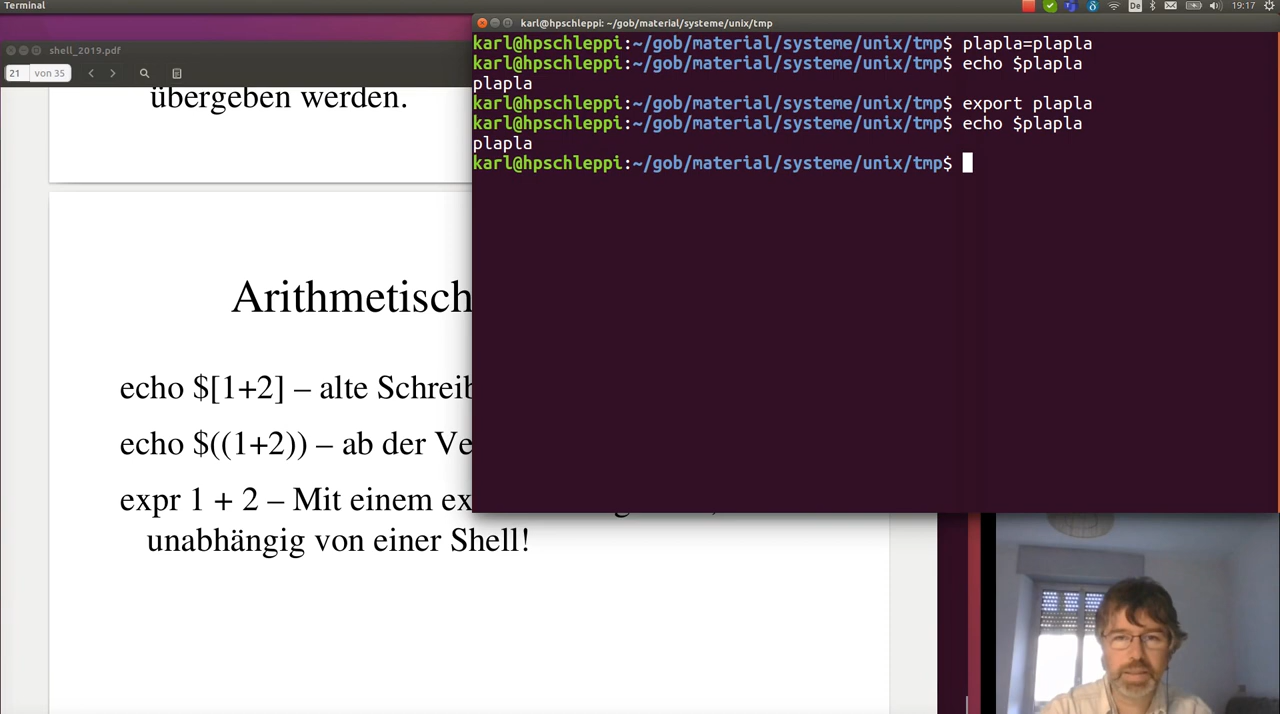 Terminal
De
19:17
karl@hpschleppi: ~/gob/material/systeme/unix/tmp
shell_2019.pdf
21 von 35
karl@hpschleppi:~/gob/material/systeme/unix/tmp$ plapla=plapla
karl@hpschleppi:~/gob/material/systeme/unix/tmp$ echo $plapla
plapla
karl@hpschleppi:~/gob/material/systeme/unix/tmp$ export plapla
karl@hpschleppi:~/gob/material/systeme/unix/tmp$ echo $plapla
plapla
karl@hpschleppi:~/gob/material/systeme/unix/tmp$
übergeben werden.
Arithmetisch
echo $[1+2] – alte Schreib
echo $((1+2)) – ab der Ve
expr 1 + 2 – Mit einem ex
unabhängig von einer Shell!